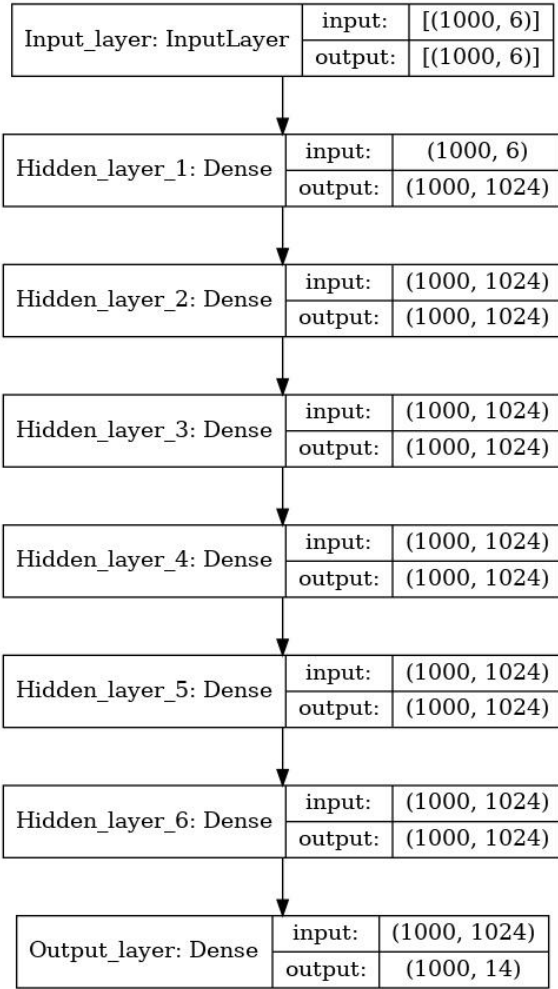 Input_layer: InputLayer
input: [(1000, 6)]
output: [(1000, 6)]
Hidden_layer_1: Dense
input: (1000, 6)
output: (1000, 1024)
Hidden_layer_2: Dense
input: (1000, 1024)
output: (1000, 1024)
Hidden_layer_3: Dense
input: (1000, 1024)
output: (1000, 1024)
Hidden_layer_4: Dense
input: (1000, 1024)
output: (1000, 1024)
Hidden_layer_5: Dense
input: (1000, 1024)
output: (1000, 1024)
Hidden_layer_6: Dense
input: (1000, 1024)
output: (1000, 1024)
Output_layer: Dense
input: (1000, 1024)
output: (1000, 14)